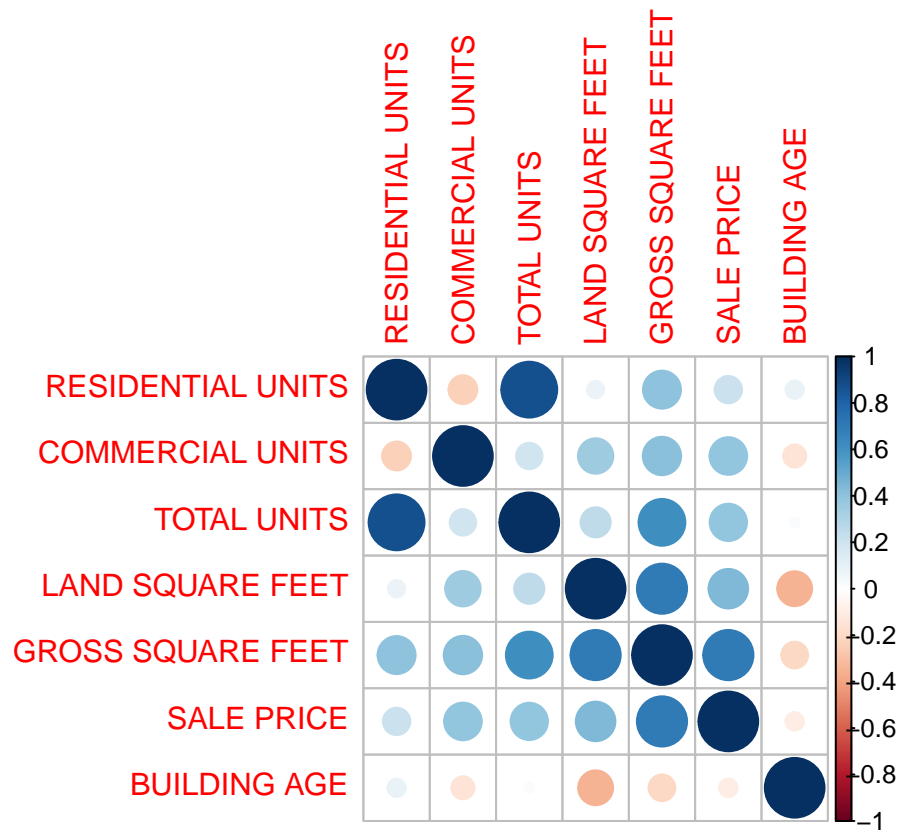 RESIDENTIAL UNITS
COMMERCIAL UNITS
TOTAL UNITS
LAND SQUARE FEET
GROSS SQUARE FEET
SALE PRICE
BUILDING AGE
RESIDENTIAL UNITS
COMMERCIAL UNITS
TOTAL UNITS
LAND SQUARE FEET
GROSS SQUARE FEET
SALE PRICE
BUILDING AGE
1
0.8
0.6
0.4
0.2
0
−0.2
−0.4
−0.6
−0.8
−1